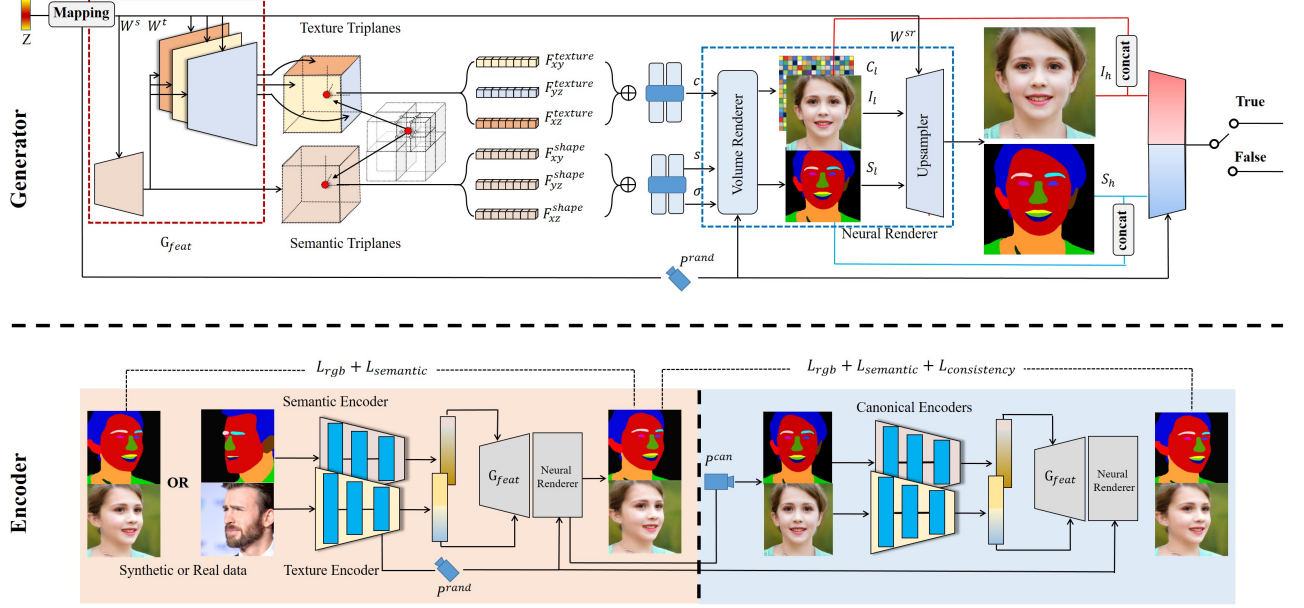 Generator
Z
Mapping
W^s W^t
G_feat
Texture Triplanes
Semantic Triplanes
F_xy^texture
F_yz^texture
F_xz^texture
F_xy^shape
F_yz^shape
F_xz^shape
c
s
σ
Volume Renderer
C_l
I_l
S_l
W^sr
Upsampler
Neural Renderer
P^rand
I_h
concat
S_h
concat
True
False
Encoder
L_rgb + L_semantic
Semantic Encoder
OR
Synthetic or Real data
Texture Encoder
G_feat
Neural
Renderer
P^rand
L_rgb + L_semantic + L_consistency
P^can
Canonical Encoders
G_feat
Neural
Renderer